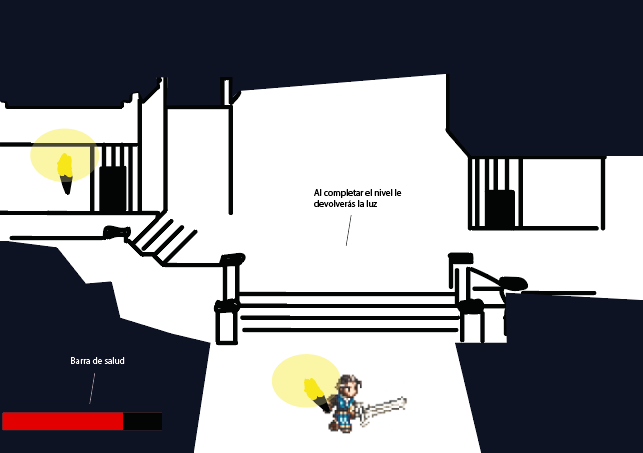 Al completar el nivel le
devolverás la luz
Barra de salud